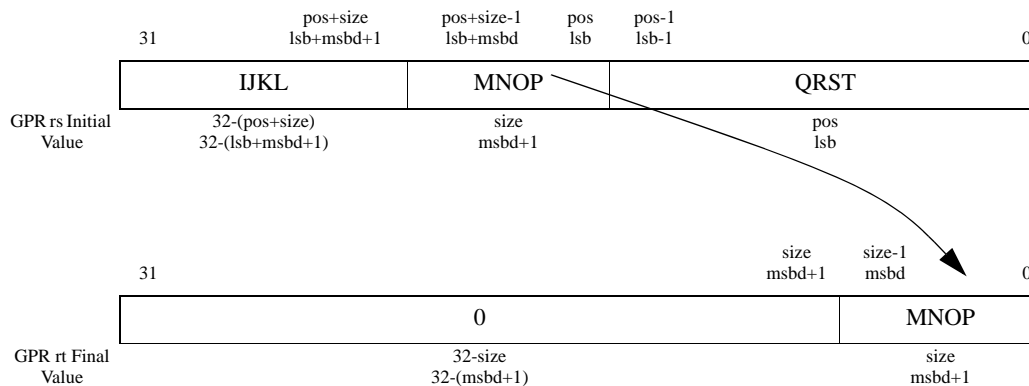 pos+size pos+size-1 pos pos-1
31 lsb+msbd+1 lsb+msbd lsb lsb-1 0
IJKL MNOP QRST
GPR rs Initial 32-(pos+size) size pos
Value 32-(lsb+msbd+1) msbd+1 lsb
size size-1
31 msbd+1 msbd 0
0 MNOP
GPR rt Final 32-size size
Value 32-(msbd+1) msbd+1